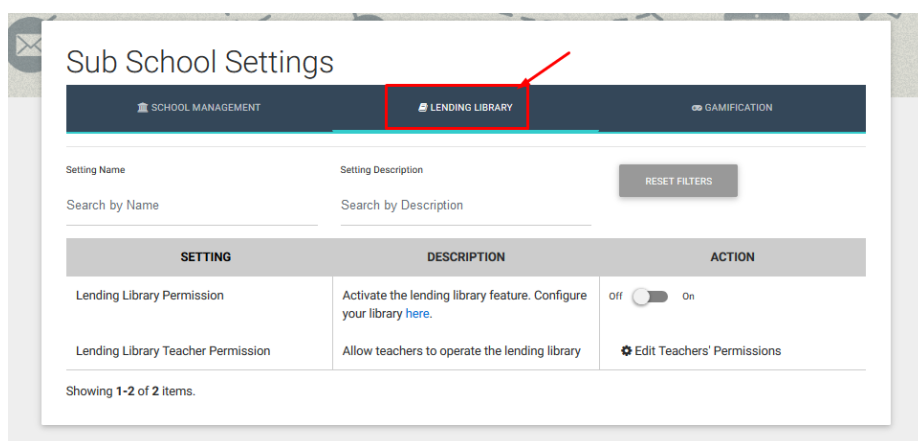 Sub School Settings
SCHOOL MANAGEMENT
LENDING LIBRARY
GAMIFICATION
Setting Name
Setting Description
RESET FILTERS
Search by Name
Search by Description
SETTING
DESCRIPTION
ACTION
Lending Library Permission
Activate the lending library feature. Configure
your library here.
Off
On
Lending Library Teacher Permission
Allow teachers to operate the lending library
Edit Teachers' Permissions
Showing 1-2 of 2 items.